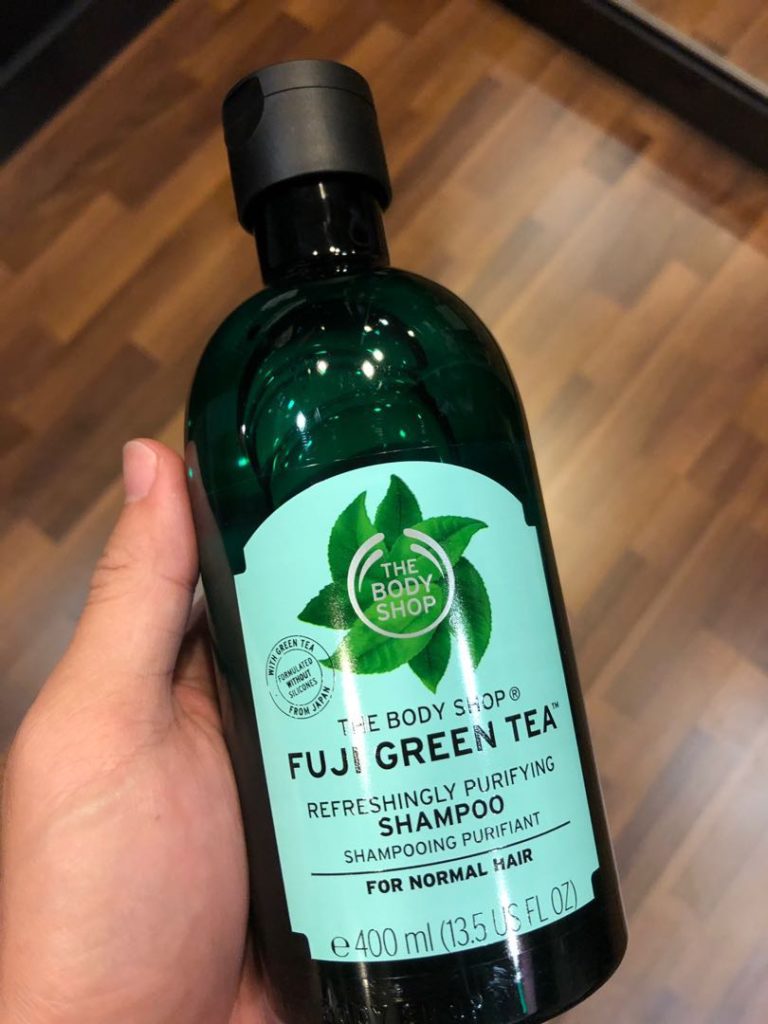 THE
BODY
SHOP
WITH GREEN TEA
FORMULATED
WITHOUT
SILICONES
FROM JAPAN
THE BODY SHOP®
FUJI GREEN TEA™
REFRESHINGLY PURIFYING
SHAMPOO
SHAMPOOING PURIFIANT
FOR NORMAL HAIR
℮ 400 ml (13.5 US FL OZ)